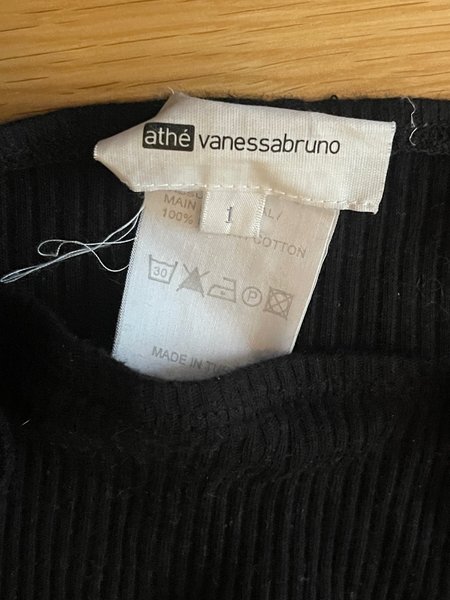 athé vanessabruno
1
MAIN
100% COTTON
30
P
MADE IN